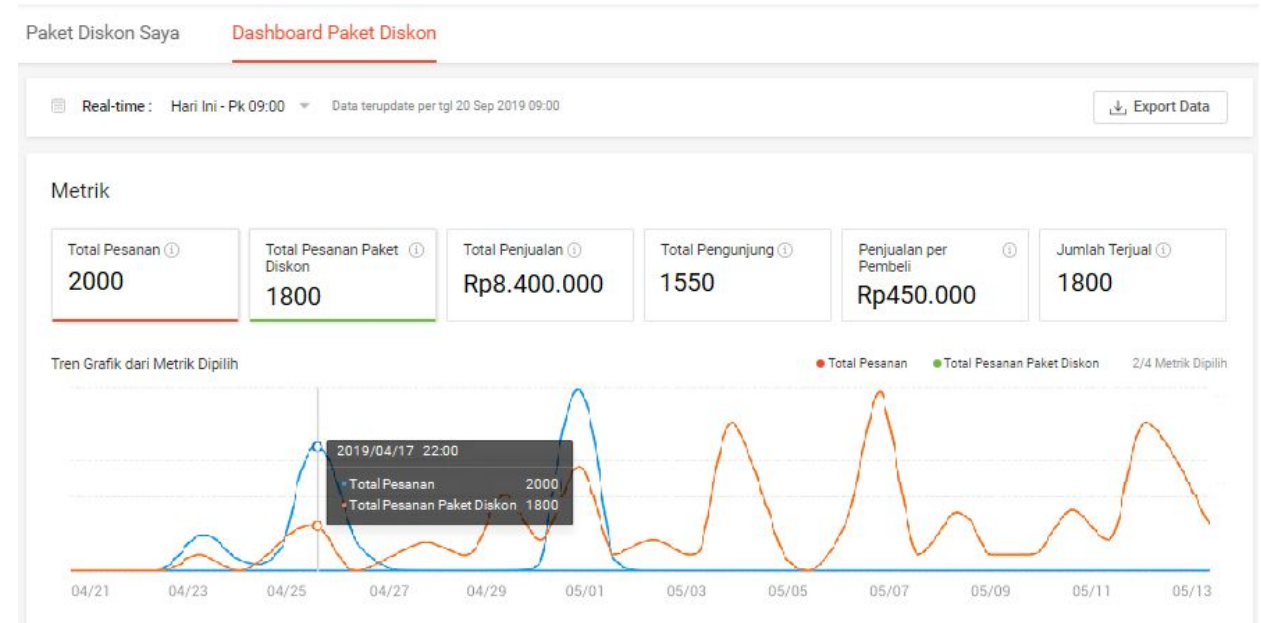 Paket Diskon Saya
Dashboard Paket Diskon
Real-time : Hari Ini - Pk 09:00 Data terupdate per tgl 20 Sep 2019 09:00
Export Data
Metrik
Total Pesanan
2000
Total Pesanan Paket
Diskon
1800
Total Penjualan
Rp8.400.000
Total Pengunjung
1550
Penjualan per
Pembeli
Rp450.000
Jumlah Terjual
1800
Tren Grafik dari Metrik Dipilih
Total Pesanan
Total Pesanan Paket Diskon
2/4 Metrik Dipilih
2019/04/17 22:00
Total Pesanan 2000
Total Pesanan Paket Diskon 1800
04/21 04/23 04/25 04/27 04/29 05/01 05/03 05/05 05/07 05/09 05/11 05/13